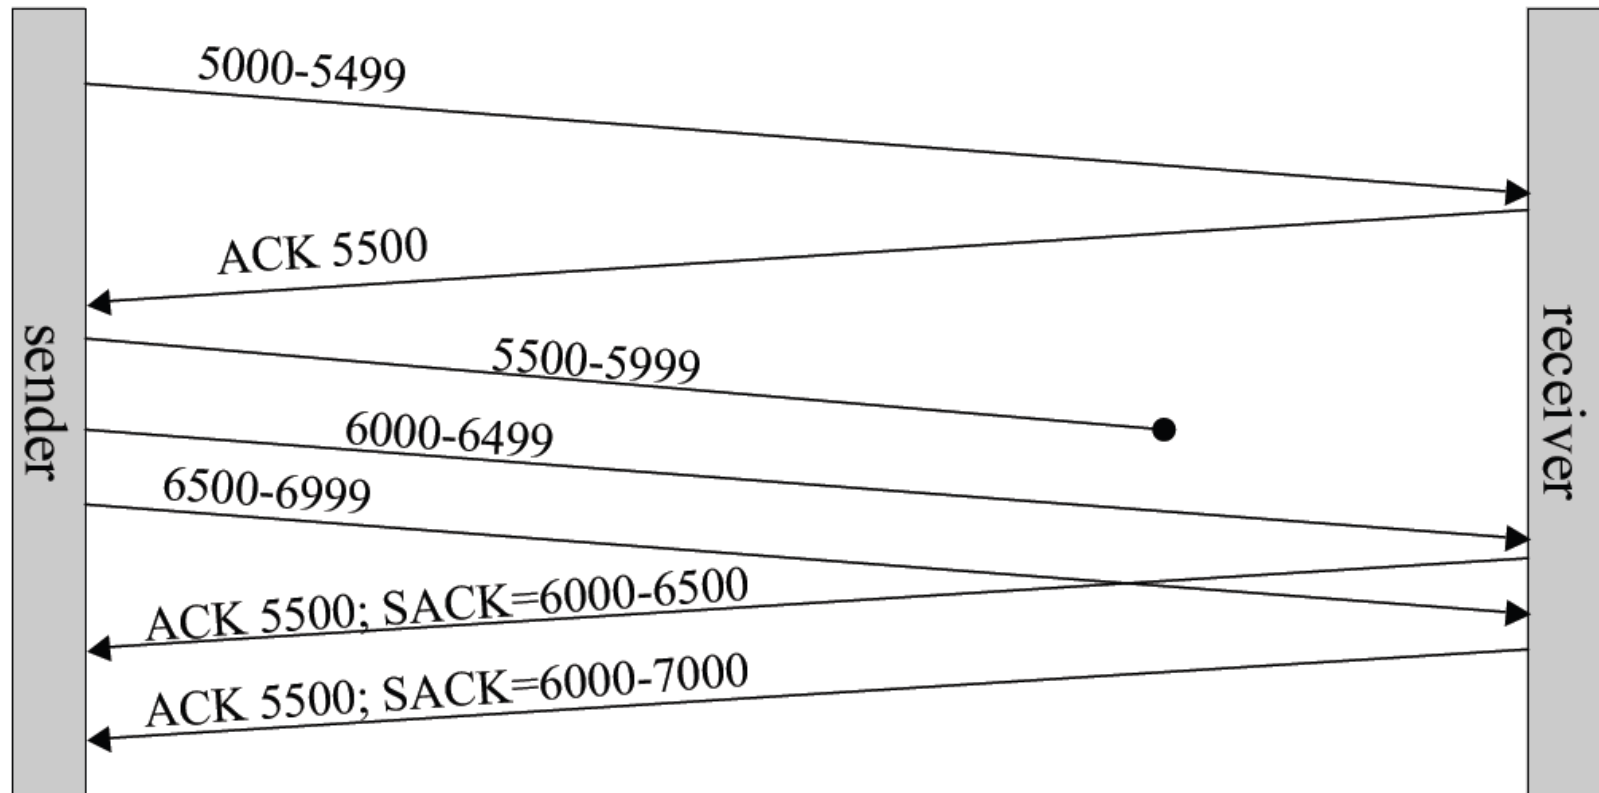 5000-5499
ACK 5500
sender
receiver
5500-5999
6000-6499
6500-6999
ACK 5500; SACK=6000-6500
ACK 5500; SACK=6000-7000